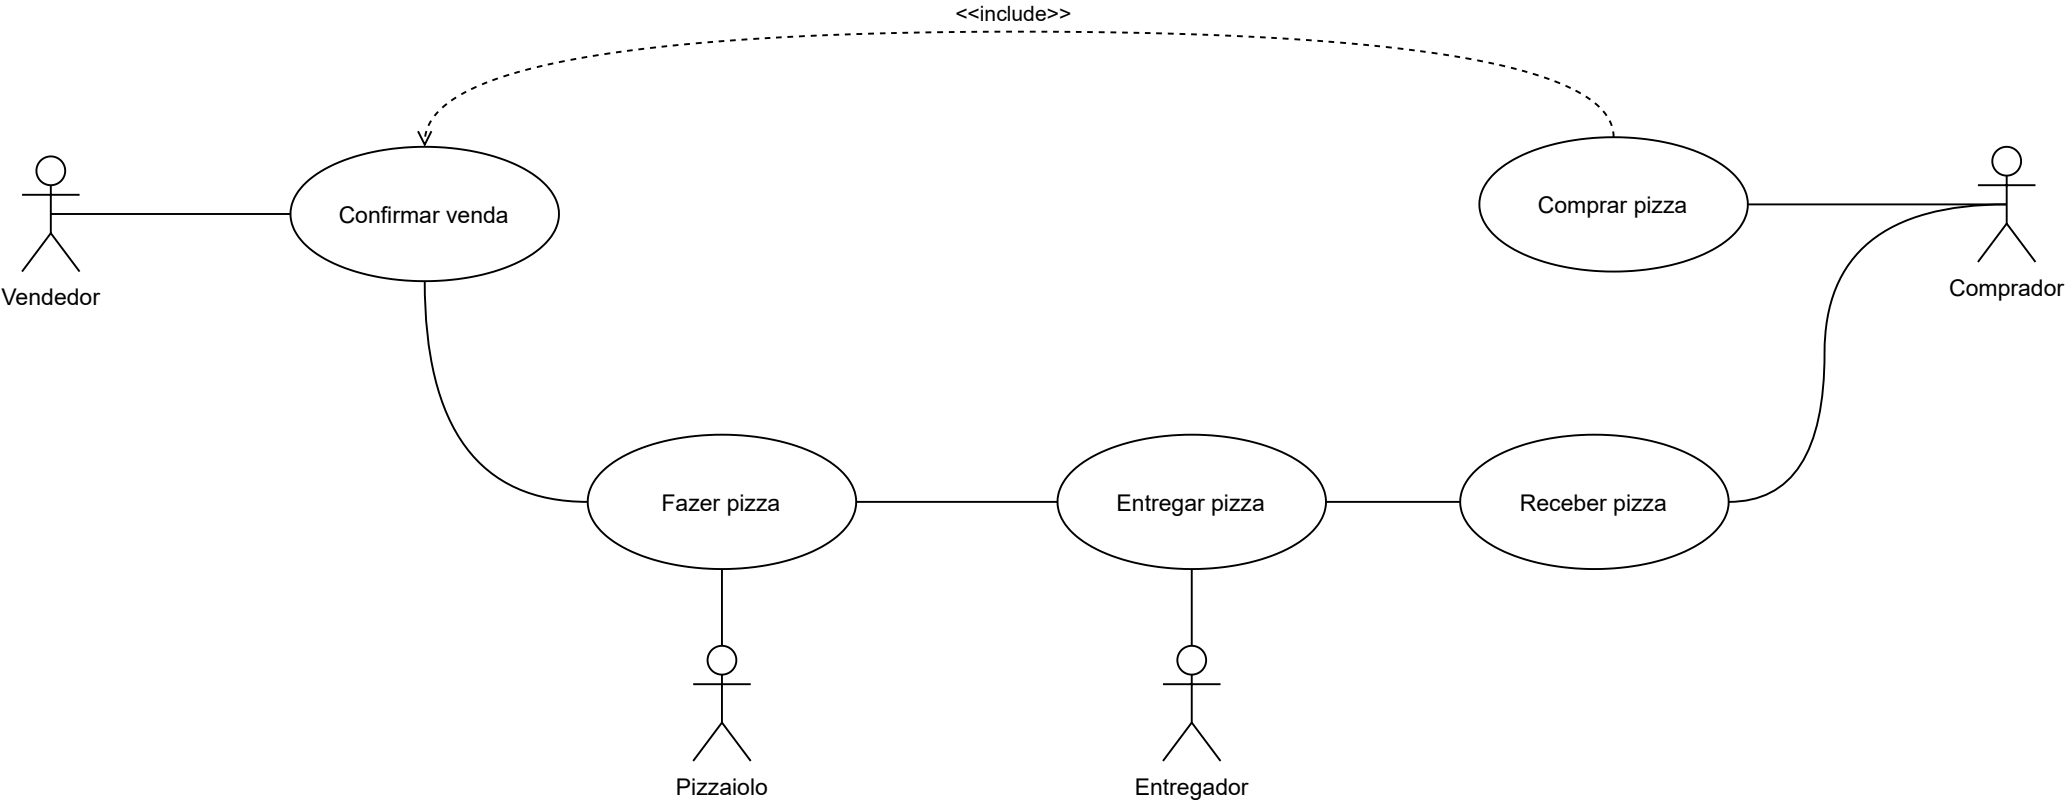 <<include>>
Confirmar venda
Comprar pizza
Vendedor
Comprador
Fazer pizza
Entregar pizza
Receber pizza
Pizzaiolo
Entregador